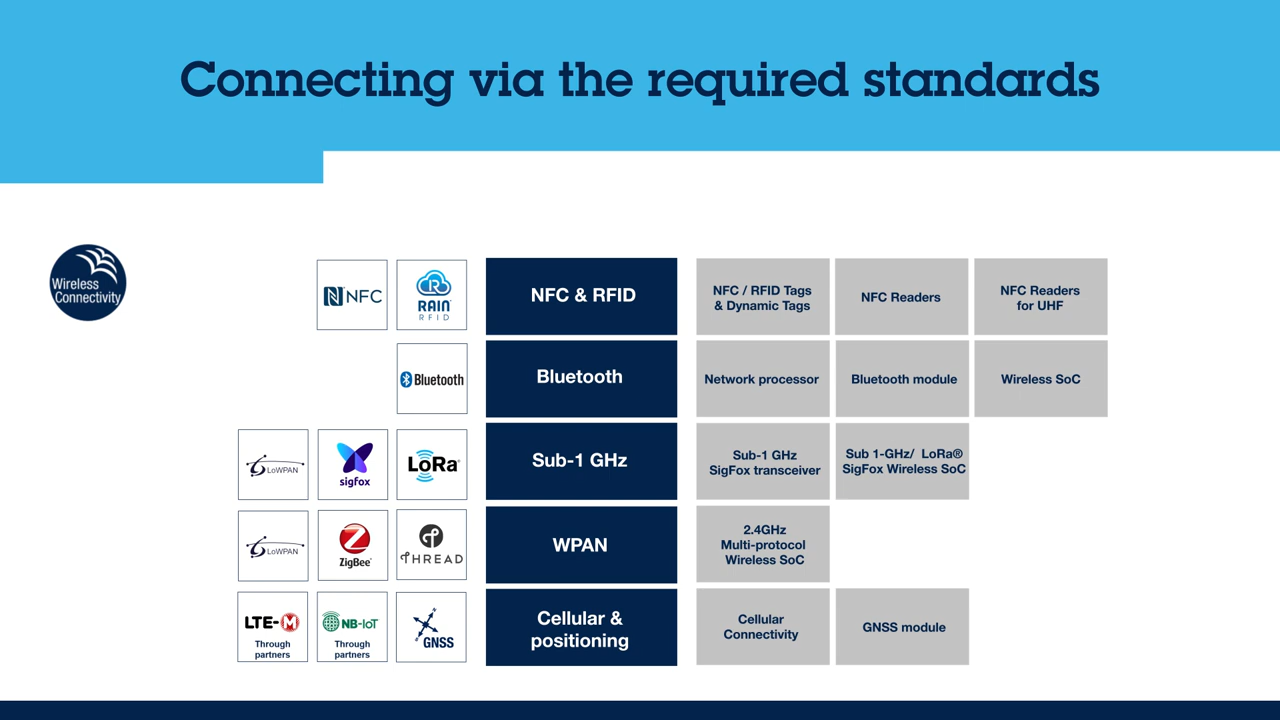 Connecting via the required standards
Wireless
Connectivity
NFC
RAIN
RFID
NFC & RFID
NFC / RFID Tags
& Dynamic Tags
NFC Readers
NFC Readers
for UHF
Bluetooth
Bluetooth
Network processor
Bluetooth module
Wireless SoC
6LoWPAN
sigfox
LoRa
Sub-1 GHz
Sub-1 GHz
SigFox transceiver
Sub 1-GHz/ LoRa®
SigFox Wireless SoC
6LoWPAN
ZigBee
THREAD
WPAN
2.4GHz
Multi-protocol
Wireless SoC
LTE-M
Through
partners
NB-IoT
Through
partners
GNSS
Cellular &
positioning
Cellular
Connectivity
GNSS module